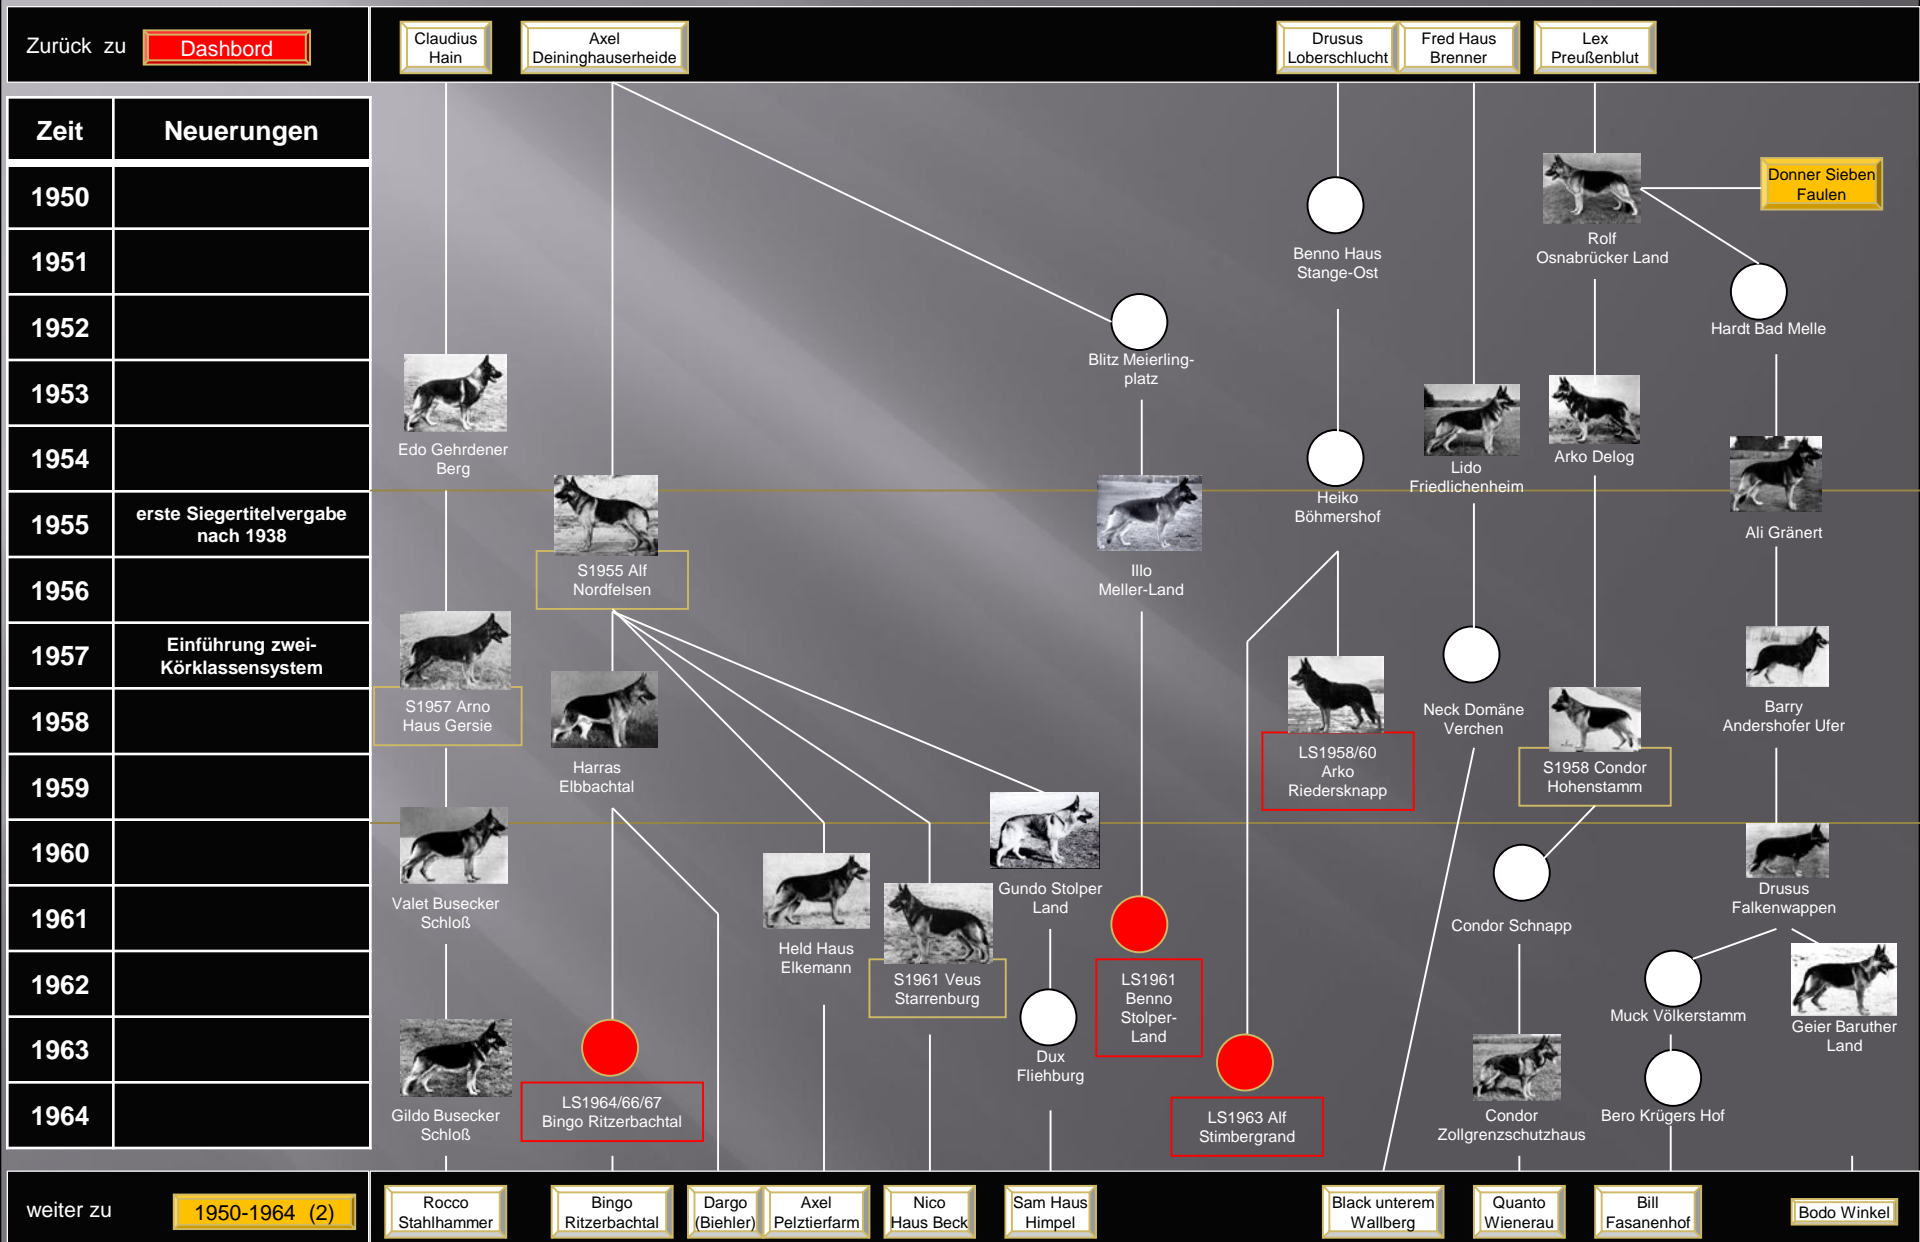 Zurück zu
Dashbord
Claudius
Hain
Axel
Deininghauserheide
Drusus
Loberschlucht
Fred Haus
Brenner
Lex
Preußenblut
Zeit
Neuerungen
1950
1951
1952
1953
1954
1955
erste Siegertitelvergabe
nach 1938
1956
1957
Einführung zwei-
Körklassensystem
1958
1959
1960
1961
1962
1963
1964
Donner Sieben
Faulen
Rolf
Osnabrücker Land
Benno Haus
Stange-Ost
Hardt Bad Melle
Blitz Meierling-
platz
Edo Gehrdener
Berg
Lido
Friedlichenheim
Arko Delog
Heiko
Böhmershof
Ali Gränert
S1955 Alf
Nordfelsen
Illo
Meller-Land
S1957 Arno
Haus Gersie
Neck Domäne
Verchen
Barry
Andershofer Ufer
Harras
Elbbachtal
LS1958/60
Arko
Riedersknapp
S1958 Condor
Hohenstamm
Valet Busecker
Schloß
Gundo Stolper
Land
Drusus
Falkenwappen
Condor Schnapp
Held Haus
Elkemann
S1961 Veus
Starrenburg
LS1961
Benno
Stolper-
Land
Muck Völkerstamm
Geier Baruther
Land
Dux
Fliehburg
Gildo Busecker
Schloß
LS1964/66/67
Bingo Ritzerbachtal
LS1963 Alf
Stimbergrand
Condor
Zollgrenzschutzhaus
Bero Krügers Hof
weiter zu
1950-1964 (2)
Rocco
Stahlhammer
Bingo
Ritzerbachtal
Dargo
(Biehler)
Axel
Pelztierfarm
Nico
Haus Beck
Sam Haus
Himpel
Black unterem
Wallberg
Quanto
Wienerau
Bill
Fasanenhof
Bodo Winkel